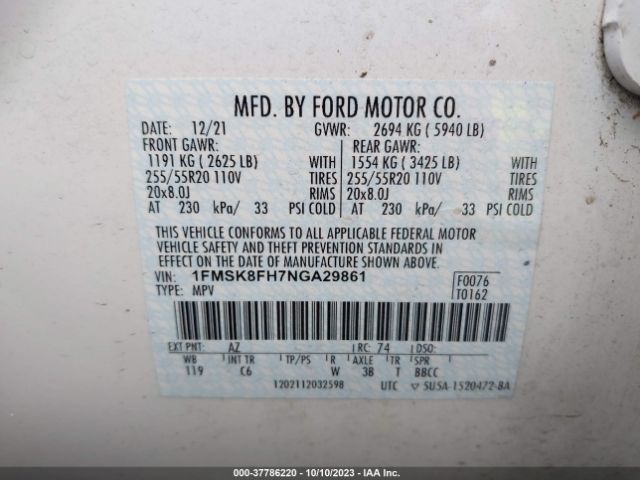 MFD. BY FORD MOTOR CO.
DATE: 12/21 GVWR: 2694 KG ( 5940 LB)
FRONT GAWR: REAR GAWR:
1191 KG ( 2625 LB) WITH 1554 KG ( 3425 LB) WITH
255/55R20 110V TIRES 255/55R20 110V TIRES
20x8.0J RIMS 20x8.0J RIMS
AT 230 kPa/ 33 PSI COLD AT 230 kPa/ 33 PSI COLD
THIS VEHICLE CONFORMS TO ALL APPLICABLE FEDERAL MOTOR
VEHICLE SAFETY AND THEFT PREVENTION STANDARDS IN
EFFECT ON THE DATE OF MANUFACTURE SHOWN ABOVE.
VIN: 1FMSK8FH7NGA29861 F0076
TYPE: MPV T0162
EXT PNT: AZ RC: 74 DSO:
WB INT TR TP/PS R AXLE TR SPR
119 C6 W 3B T BBCC
1202112032598 UTC ▽ 5U5A-1520472-BA
000-37786220 - 10/10/2023 - IAA Inc.